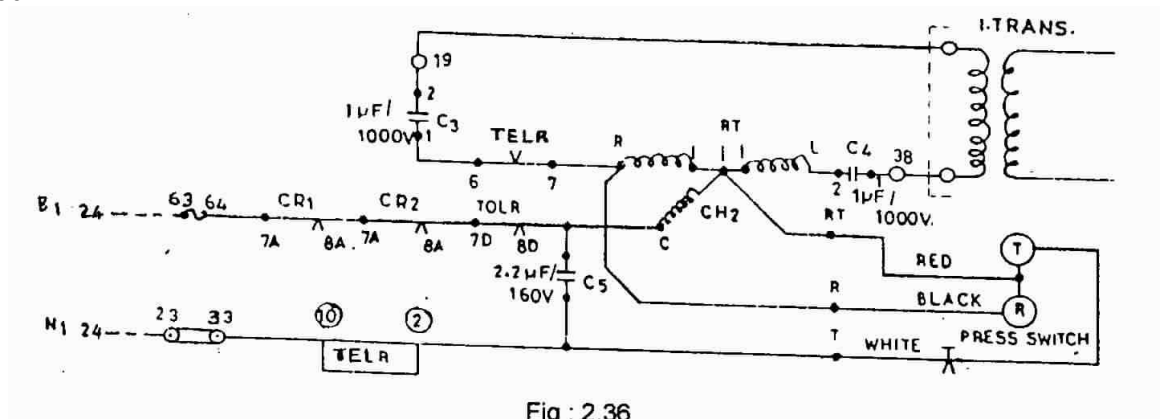 I.TRANS.
19
2
1µF/ C3
1000V 1
TELR
6 7
R RT L C4 38
2 1µF/
1000V.
CH2
C
B1 24 63 64 CR1 CR2 TOLR
7A 8A. 7A 8A 7D 8D
2.2µF/ C5
160V
RT
RED
T
R BLACK R
PRESS SWITCH
N1 24 23 33 10 2
TELR
T WHITE
Fig : 2.36